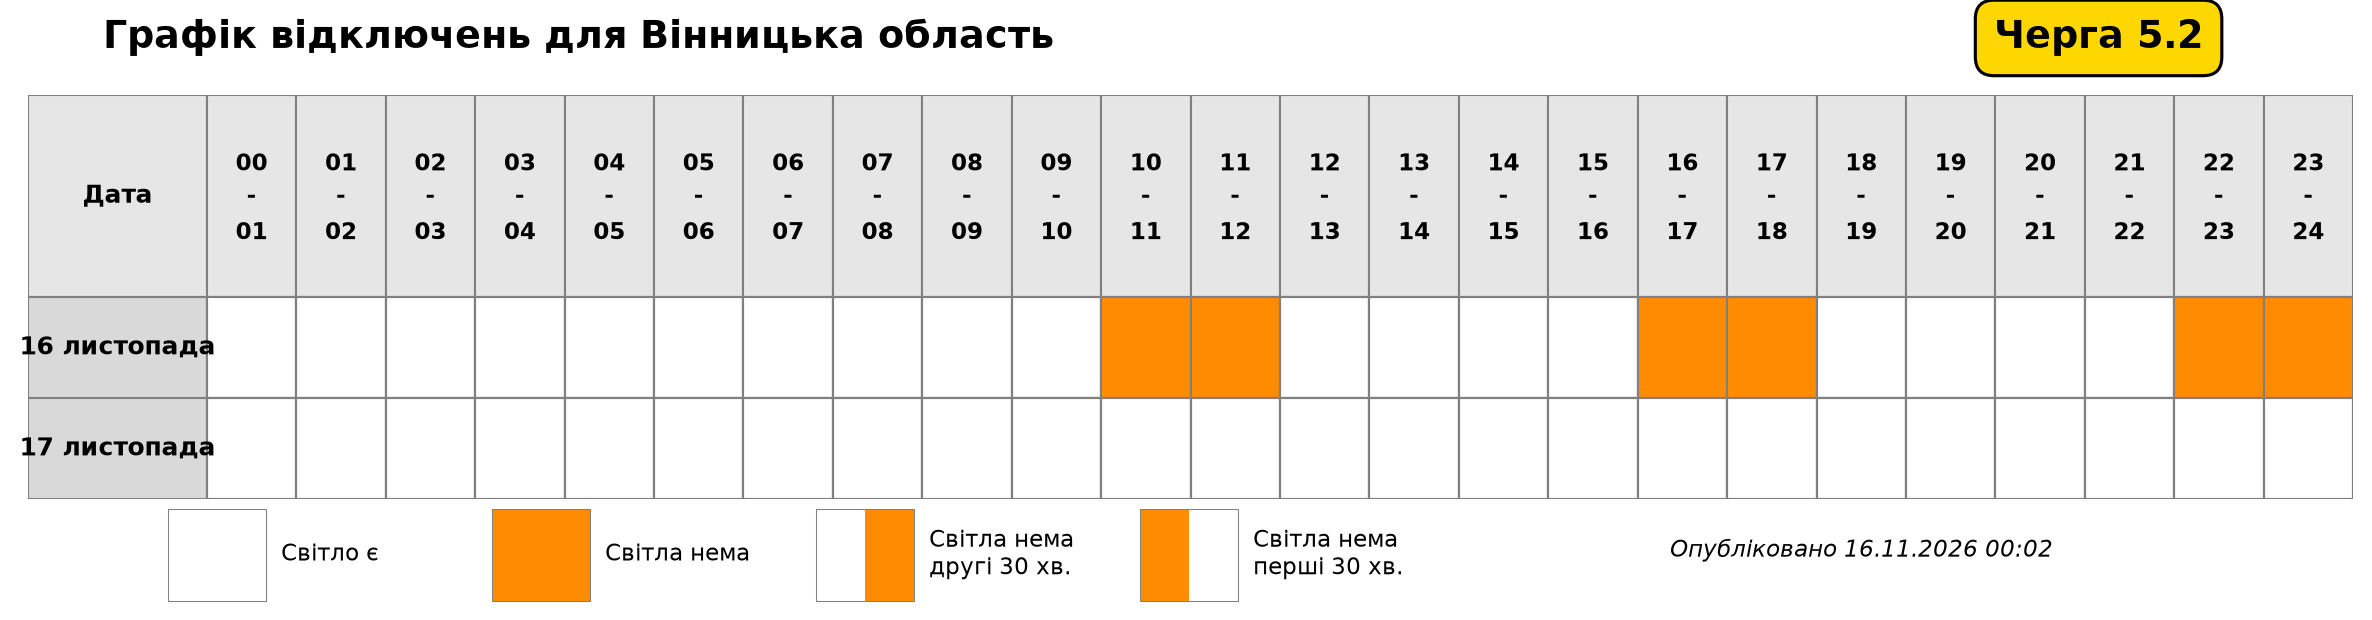 Графік відключень для Вінницька область
Черга 5.2
Дата
00 - 01
01 - 02
02 - 03
03 - 04
04 - 05
05 - 06
06 - 07
07 - 08
08 - 09
09 - 10
10 - 11
11 - 12
12 - 13
13 - 14
14 - 15
15 - 16
16 - 17
17 - 18
18 - 19
19 - 20
20 - 21
21 - 22
22 - 23
23 - 24
16 листопада
17 листопада
Світло є
Світла нема
Світла нема
другі 30 хв.
Світла нема
перші 30 хв.
Опубліковано 16.11.2026 00:02